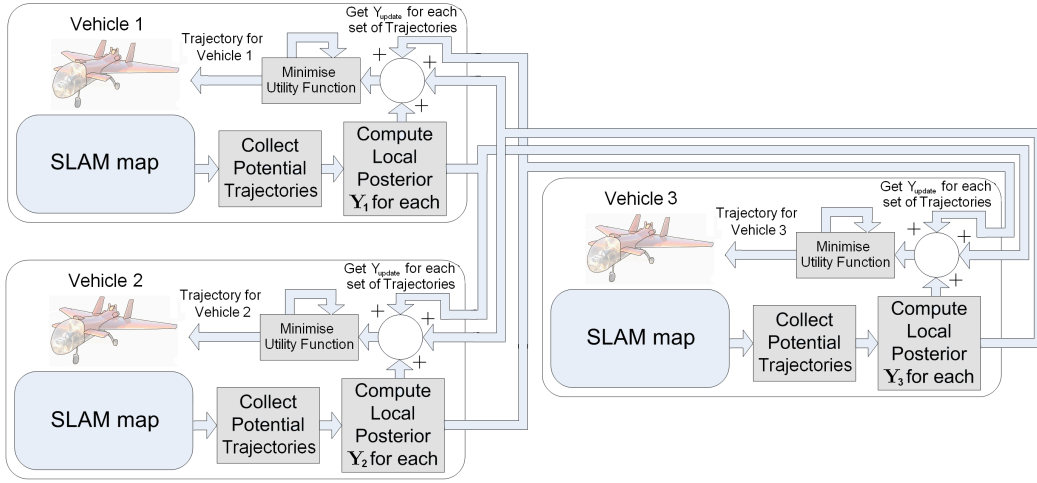 Vehicle 1
Get Yupdate for each
set of Trajectories
Trajectory for
Vehicle 1
+
+
+
Minimise
Utility Function
SLAM map
Collect
Potential
Trajectories
Compute
Local
Posterior
Y1 for each
Vehicle 2
Get Yupdate for each
set of Trajectories
Trajectory for
Vehicle 2
+
+
+
Minimise
Utility Function
SLAM map
Collect
Potential
Trajectories
Compute
Local
Posterior
Y2 for each
Vehicle 3
Get Yupdate for each
set of Trajectories
Trajectory for
Vehicle 3
+
+
+
Minimise
Utility Function
SLAM map
Collect
Potential
Trajectories
Compute
Local
Posterior
Y3 for each